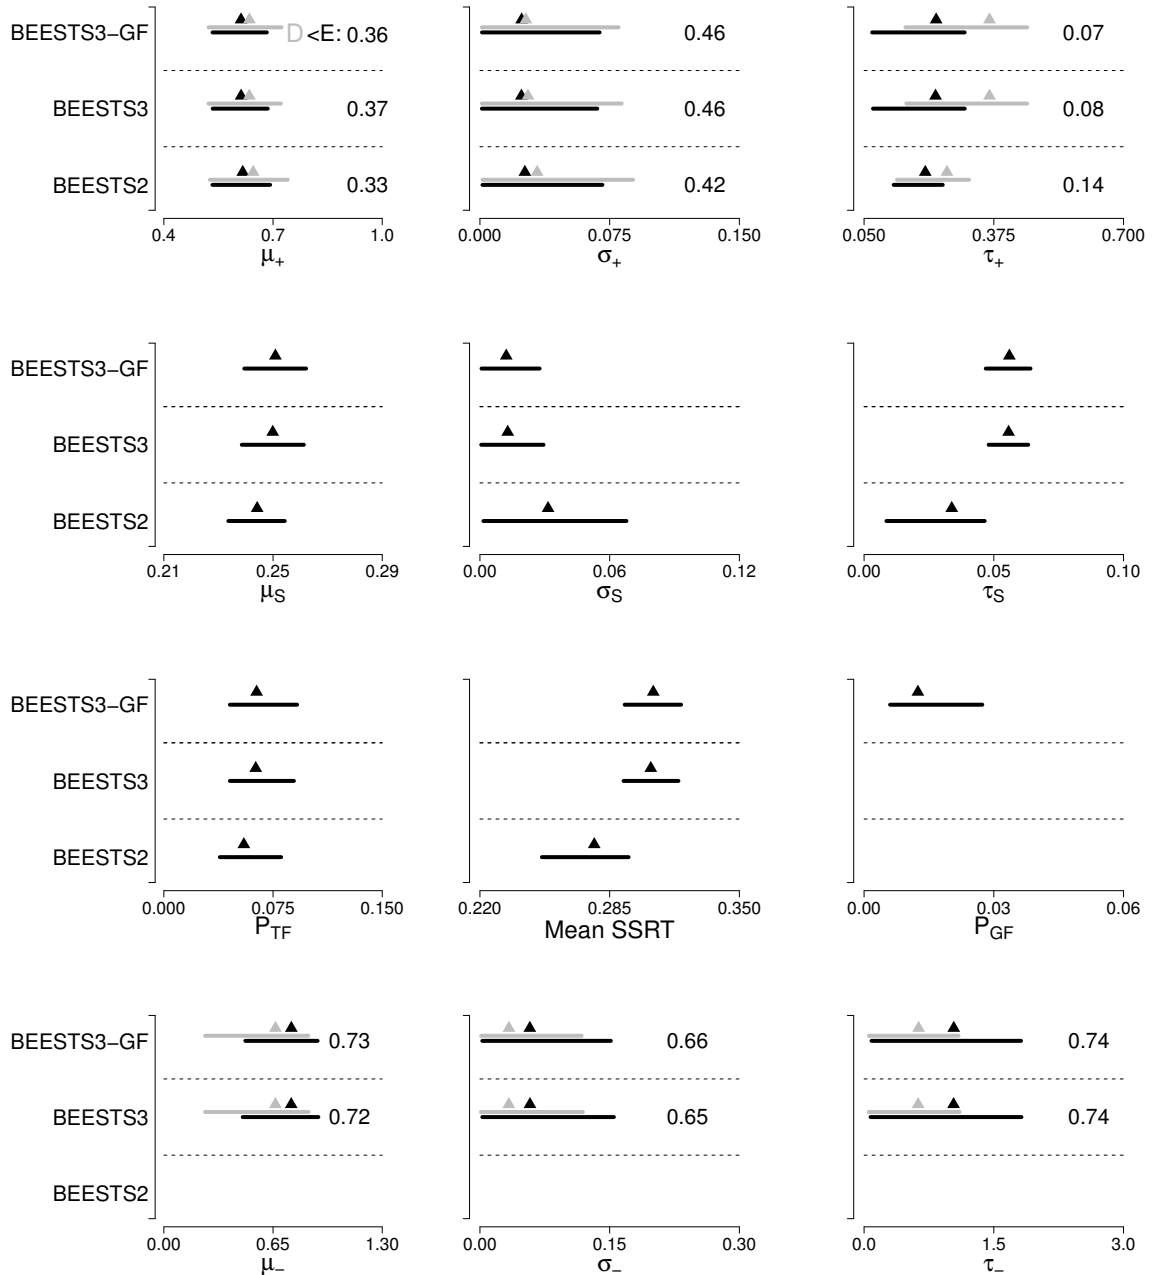 BEESTS3−GF D <E: 0.36 0.46 0.07
BEESTS3 0.37 0.46 0.08
BEESTS2 0.33 0.42 0.14
0.4 0.7 1.0 0.000 0.075 0.150 0.050 0.375 0.700
μ+ σ+ τ+
BEESTS3−GF
BEESTS3
BEESTS2
0.21 0.25 0.29 0.00 0.06 0.12 0.00 0.05 0.10
μS σS τS
BEESTS3−GF
BEESTS3
BEESTS2
0.000 0.075 0.150 0.220 0.285 0.350 0.00 0.03 0.06
PTF Mean SSRT PGF
BEESTS3−GF 0.73 0.66 0.74
BEESTS3 0.72 0.65 0.74
BEESTS2
0.00 0.65 1.30 0.00 0.15 0.30 0.0 1.5 3.0
μ− σ− τ−